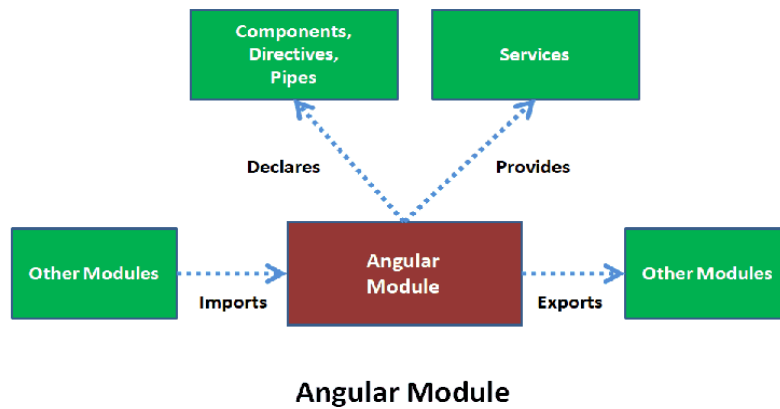 Components,
Directives,
Pipes
Services
Declares
Provides
Other Modules
Imports
Angular
Module
Exports
Other Modules
Angular Module